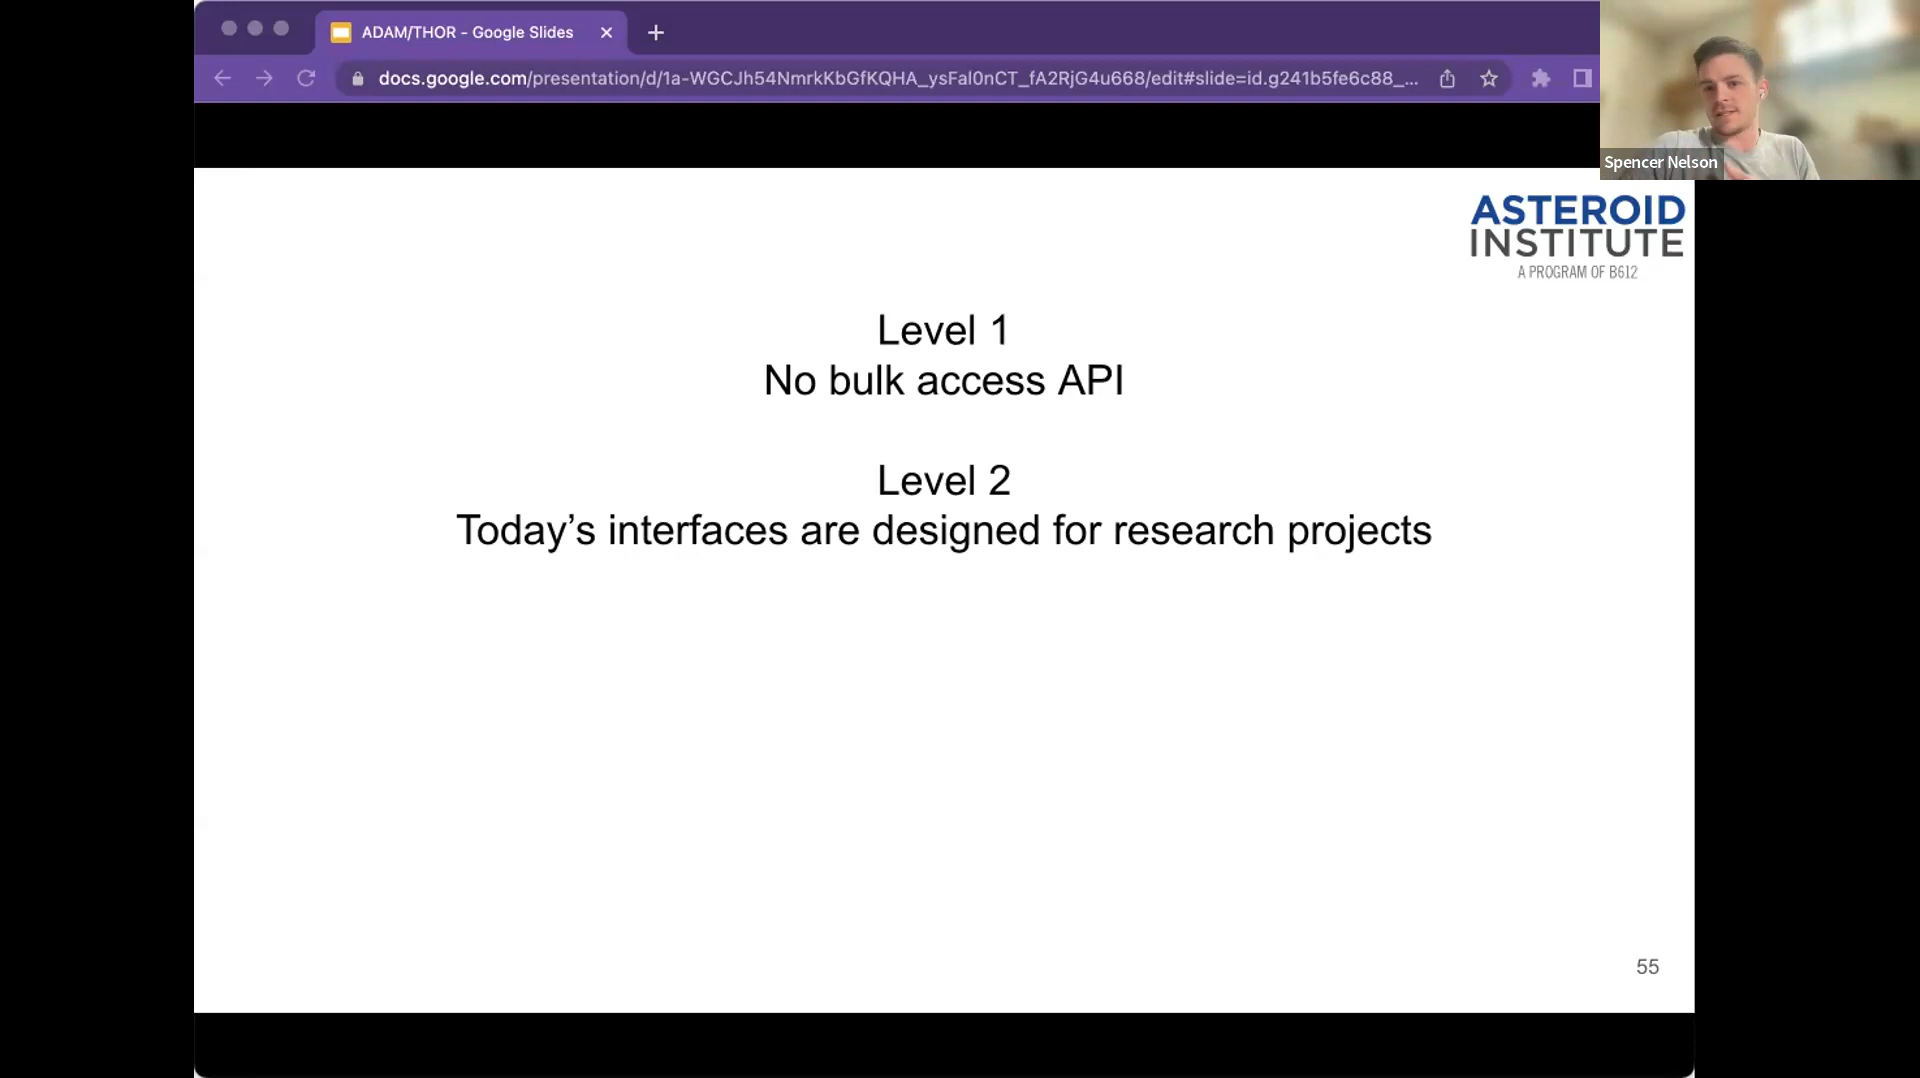 ADAM/THOR - Google Slides
docs.google.com/presentation/d/1a-WGCJh54NmrkKbGfKQHA_ysFal0nCT_fA2RjG4u668/edit#slide=id.g241b5fe6c88_...
Spencer Nelson
ASTEROID
INSTITUTE
A PROGRAM OF B612
Level 1
No bulk access API
Level 2
Today’s interfaces are designed for research projects
55